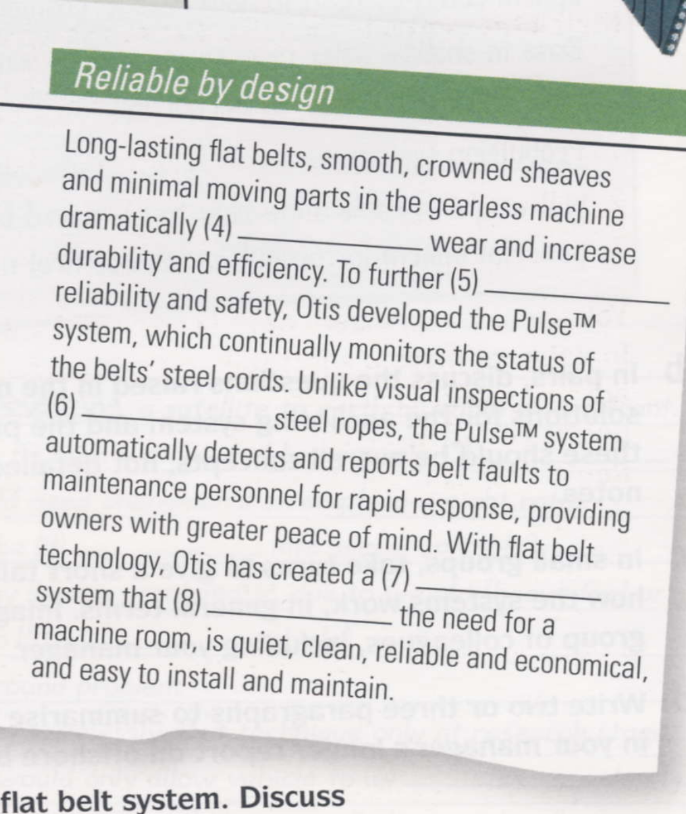 Reliable by design
Long-lasting flat belts, smooth, crowned sheaves
and minimal moving parts in the gearless machine
dramatically (4) ____________ wear and increase
durability and efficiency. To further (5) ____________
reliability and safety, Otis developed the Pulse™
system, which continually monitors the status of
the belts' steel cords. Unlike visual inspections of
(6) ____________ steel ropes, the Pulse™ system
automatically detects and reports belt faults to
maintenance personnel for rapid response, providing
owners with greater peace of mind. With flat belt
technology, Otis has created a (7) ____________
system that (8) ____________ the need for a
machine room, is quiet, clean, reliable and economical,
and easy to install and maintain.
flat belt system. Discuss